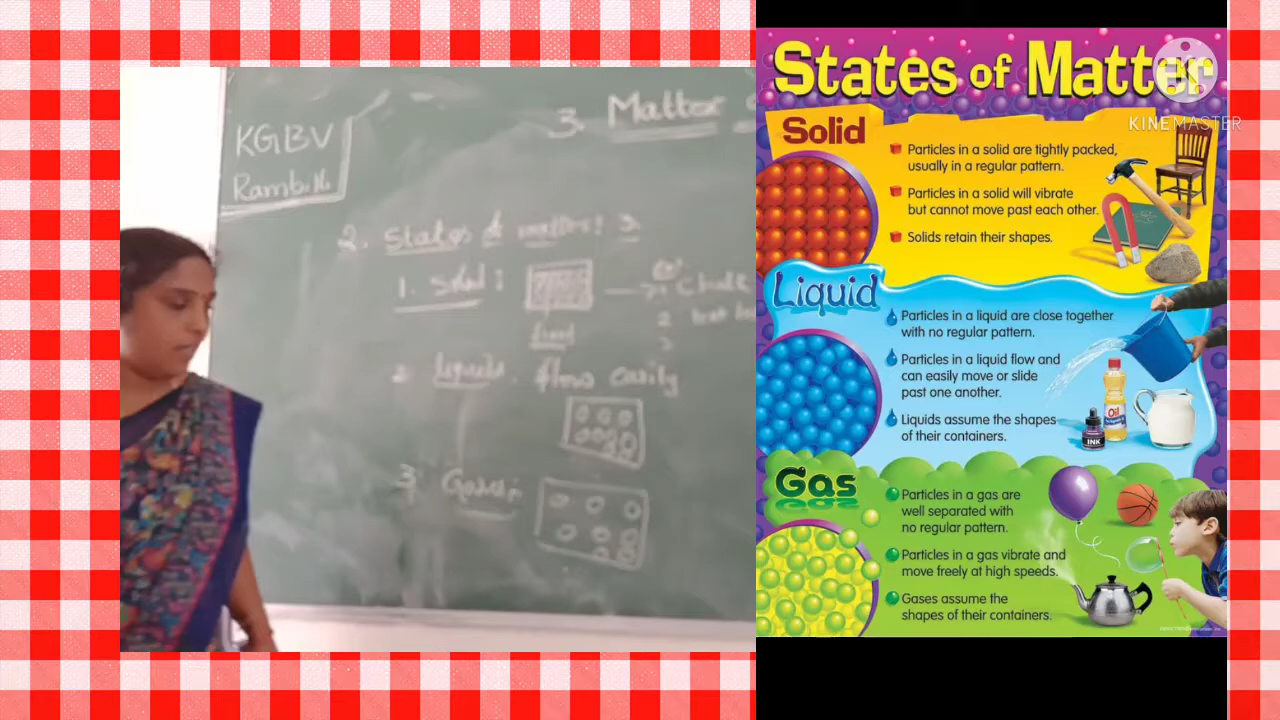 KGBV
3. Matter
2. States of matter: 3
1. Solid:
2. liquids. flow easily
3. Gases:
States of Matter
KINEMASTER
Solid
Particles in a solid are tightly packed,
usually in a regular pattern.
Particles in a solid will vibrate
but cannot move past each other.
Solids retain their shapes.
Liquid
Particles in a liquid are close together
with no regular pattern.
Particles in a liquid flow and
can easily move or slide
past one another.
Liquids assume the shapes
of their containers.
Oil
INK
Gas
Particles in a gas are
well separated with
no regular pattern.
Particles in a gas vibrate and
move freely at high speeds.
Gases assume the
shapes of their containers.